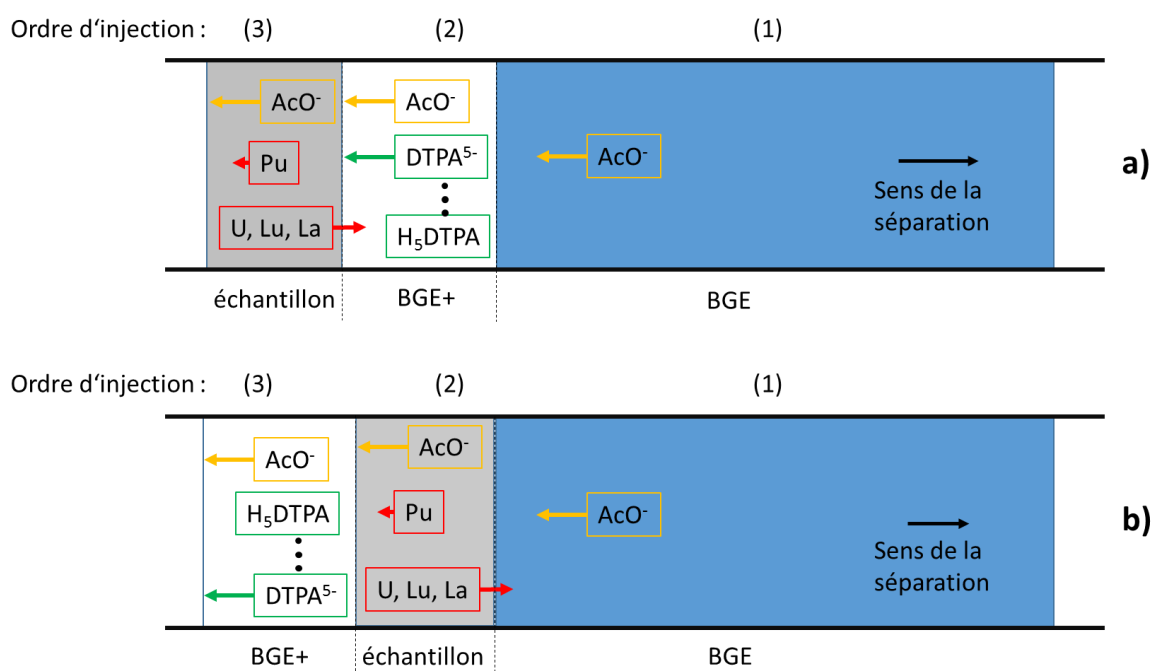 Ordre d‘injection : (3) (2) (1)
AcO⁻ AcO⁻
Pu DTPA⁵⁻ AcO⁻
Sens de la
séparation
a)
U, Lu, La H₅DTPA
échantillon BGE+ BGE
Ordre d‘injection : (3) (2) (1)
AcO⁻ AcO⁻
H₅DTPA Pu AcO⁻
Sens de la
séparation
b)
DTPA⁵⁻ U, Lu, La
BGE+ échantillon BGE